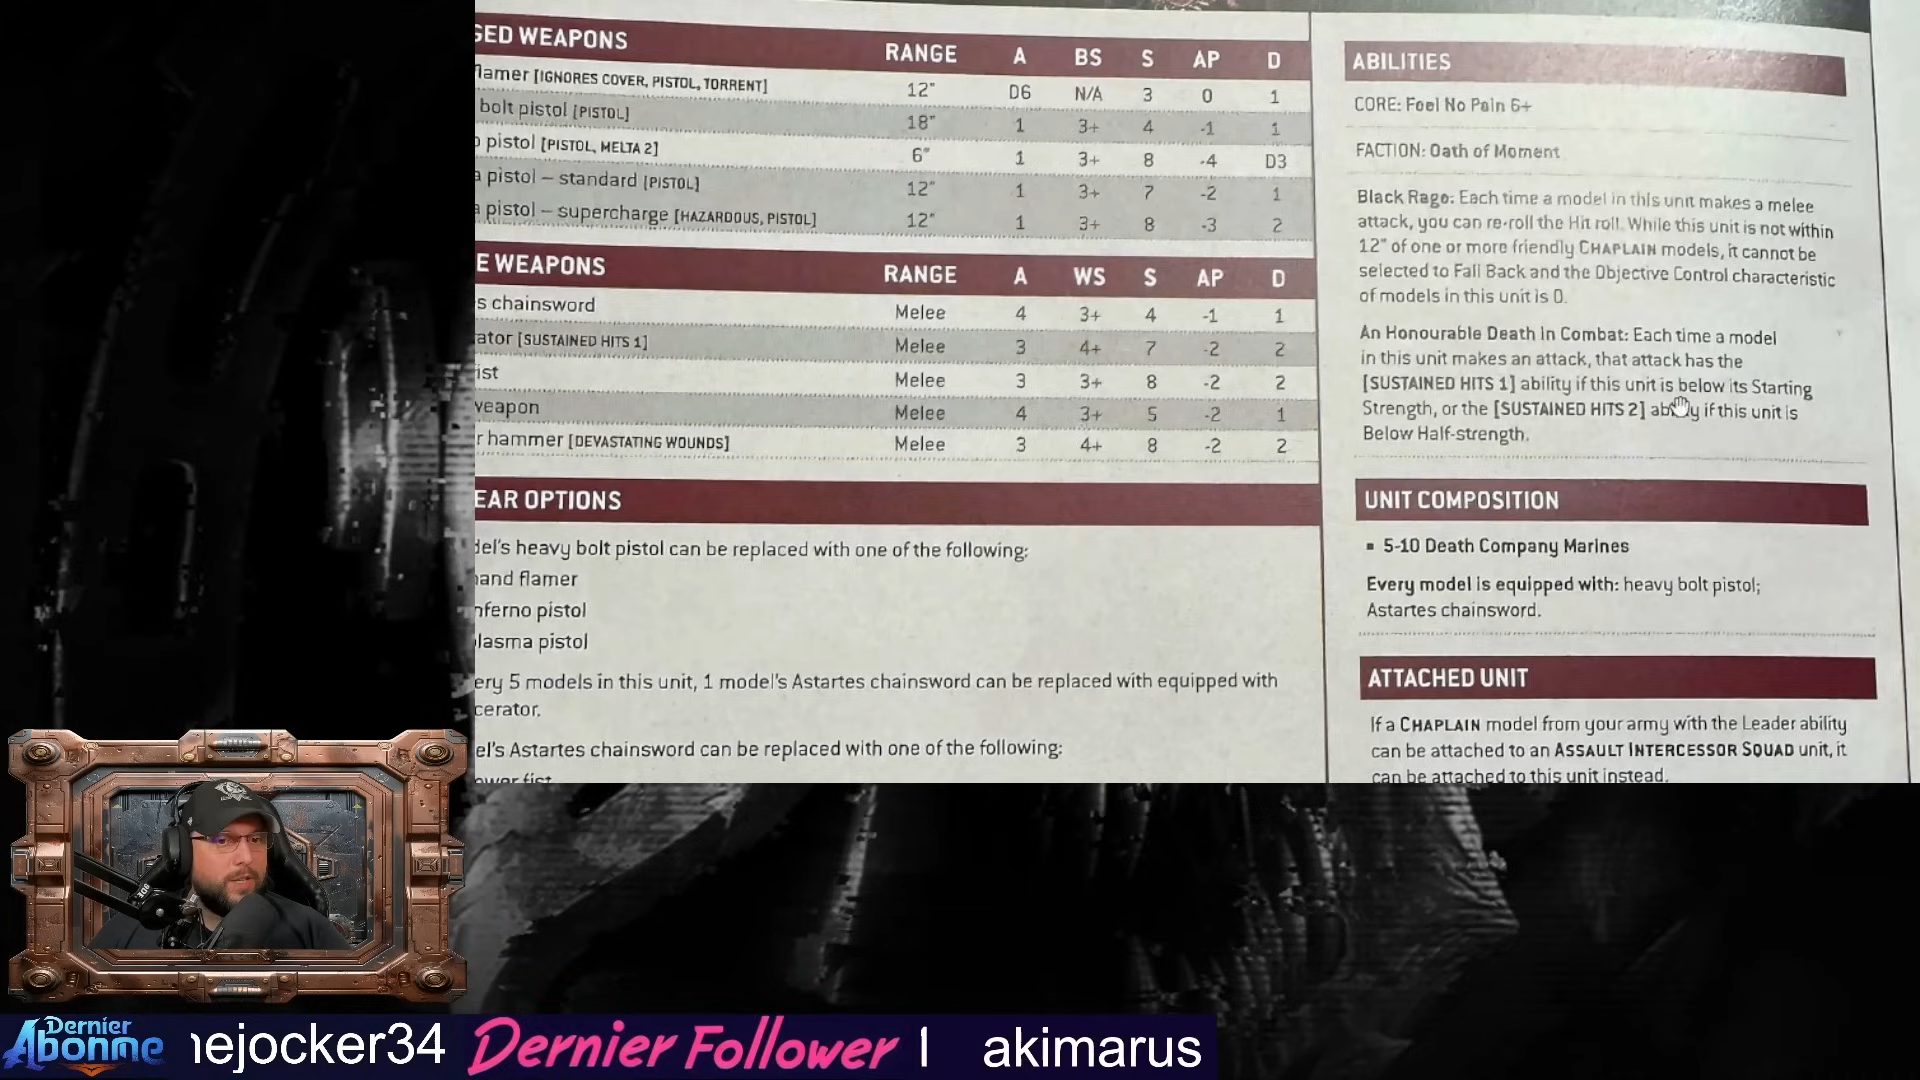 GED WEAPONS RANGE A BS S AP D
flamer [IGNORES COVER, PISTOL, TORRENT] 12" D6 N/A 3 0 1
bolt pistol [PISTOL] 18" 1 3+ 4 -1 1
o pistol [PISTOL, MELTA 2] 6" 1 3+ 8 -4 D3
a pistol – standard [PISTOL] 12" 1 3+ 7 -2 1
a pistol – supercharge [HAZARDOUS, PISTOL] 12" 1 3+ 8 -3 2
E WEAPONS RANGE A WS S AP D
s chainsword Melee 4 3+ 4 -1 1
ator [SUSTAINED HITS 1] Melee 3 4+ 7 -2 2
ist Melee 3 3+ 8 -2 2
weapon Melee 4 3+ 5 -2 1
r hammer [DEVASTATING WOUNDS] Melee 3 4+ 8 -2 2
EAR OPTIONS
del's heavy bolt pistol can be replaced with one of the following:
hand flamer
nferno pistol
plasma pistol
ery 5 models in this unit, 1 model's Astartes chainsword can be replaced with equipped with
cerator.
el's Astartes chainsword can be replaced with one of the following:
ower fist
ABILITIES
CORE: Feel No Pain 6+
FACTION: Oath of Moment
Black Rage: Each time a model in this unit makes a melee
attack, you can re-roll the Hit roll. While this unit is not within
12" of one or more friendly CHAPLAIN models, it cannot be
selected to Fall Back and the Objective Control characteristic
of models in this unit is 0.
An Honourable Death in Combat: Each time a model
in this unit makes an attack, that attack has the
[SUSTAINED HITS 1] ability if this unit is below its Starting
Strength, or the [SUSTAINED HITS 2] ability if this unit is
Below Half-strength.
UNIT COMPOSITION
▪ 5-10 Death Company Marines
Every model is equipped with: heavy bolt pistol;
Astartes chainsword.
ATTACHED UNIT
If a CHAPLAIN model from your army with the Leader ability
can be attached to an ASSAULT INTERCESSOR SQUAD unit, it
can be attached to this unit instead.
Dernier
Abonné
nejocker34
Dernier Follower
akimarus